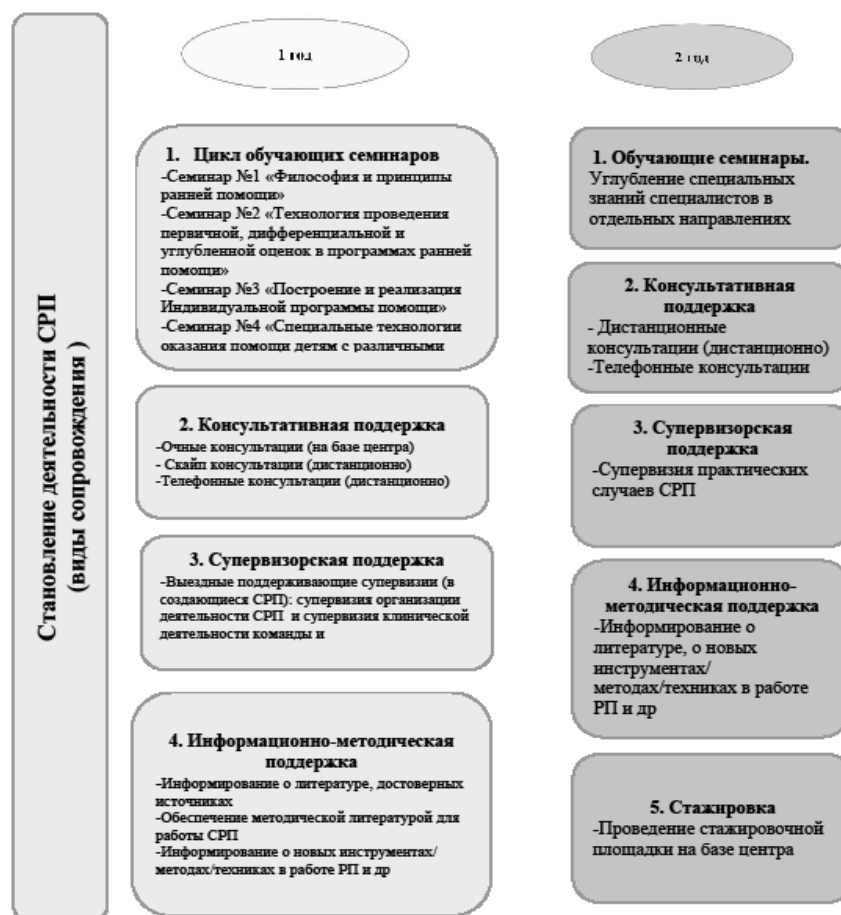 Становление деятельности СРП
(виды сопровождения )
1 год
1. Цикл обучающих семинаров
-Семинар №1 «Философия и принципы
ранней помощи»
-Семинар №2 «Технология проведения
первичной, дифференциальной и
углубленной оценок в программах ранней
помощи»
-Семинар №3 «Построение и реализация
Индивидуальной программы помощи»
-Семинар №4 «Специальные технологии
оказания помощи детям с различными
2. Консультативная поддержка
-Очные консультации (на базе центра)
- Скайп консультации (дистанционно)
-Телефонные консультации (дистанционно)
3. Супервизорская поддержка
-Выездные поддерживающие супервизии (в
создающиеся СРП): супервизия организации
деятельности СРП и супервизия клинической
деятельности команды и
4. Информационно-методическая
поддержка
-Информирование о литературе, достоверных
источниках
-Обеспечение методической литературой для
работы СРП
-Информирование о новых инструментах/
методах/техниках в работе РП и др
2 год
1. Обучающие семинары.
Углубление специальных
знаний специалистов в
отдельных направлениях
2. Консультативная
поддержка
- Дистанционные
консультации (дистанционно)
-Телефонные консультации
3. Супервизорская
поддержка
-Супервизия практических
случаев СРП
4. Информационно-
методическая поддержка
-Информирование о
литературе, о новых
инструментах/
методах/техниках в работе
РП и др
5. Стажировка
-Проведение стажировочной
площадки на базе центра